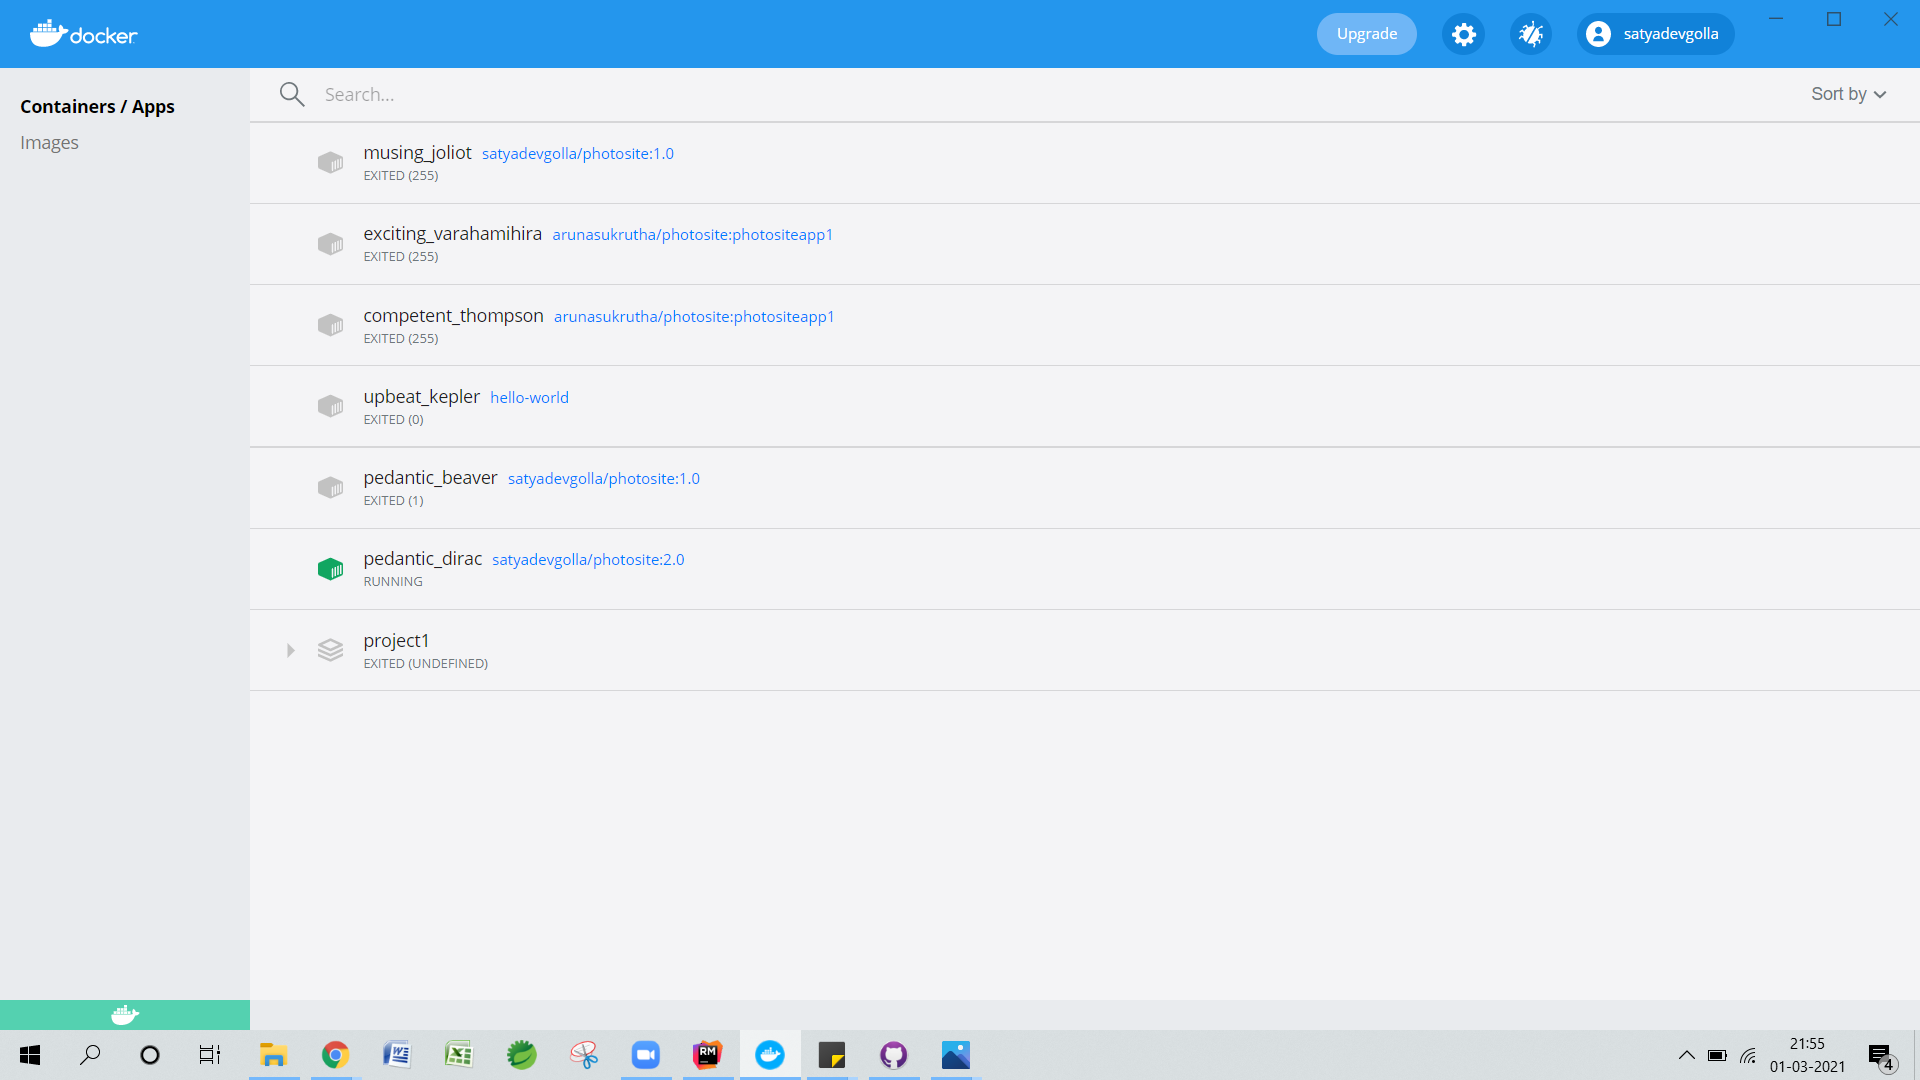 docker
Upgrade
satyadevgolla
Containers / Apps
Images
Search...
Sort by
musing_joliot satyadevgolla/photosite:1.0
EXITED (255)
exciting_varahamihira arunasukrutha/photosite:photositeapp1
EXITED (255)
competent_thompson arunasukrutha/photosite:photositeapp1
EXITED (255)
upbeat_kepler hello-world
EXITED (0)
pedantic_beaver satyadevgolla/photosite:1.0
EXITED (1)
pedantic_dirac satyadevgolla/photosite:2.0
RUNNING
project1
EXITED (UNDEFINED)
RM
21:55
01-03-2021
4